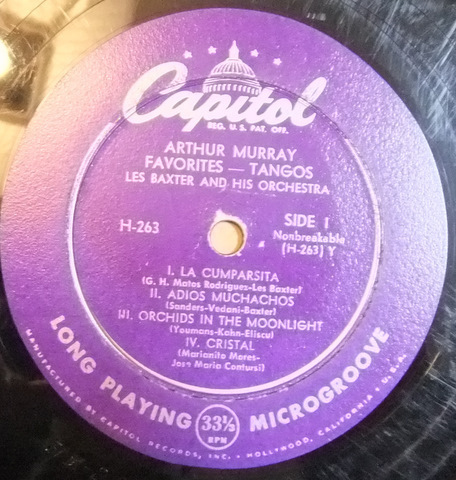 Capitol
REG. U.S. PAT. OFF.
ARTHUR MURRAY
FAVORITES — TANGOS
LES BAXTER AND HIS ORCHESTRA
H-263
SIDE 1
Nonbreakable
(H-263) Y
I. LA CUMPARSITA
(G. H. Matos Rodriguez-Les Baxter)
II. ADIOS MUCHACHOS
(Sanders-Vedani-Baxter)
III. ORCHIDS IN THE MOONLIGHT
(Youmans-Kahn-Eliscu)
IV. CRISTAL
(Marianito Mores-
Jose Maria Contursi)
LONG PLAYING 33⅓ RPM MICROGROOVE
MANUFACTURED BY CAPITOL RECORDS, INC. • HOLLYWOOD, CALIFORNIA • U.S.A.